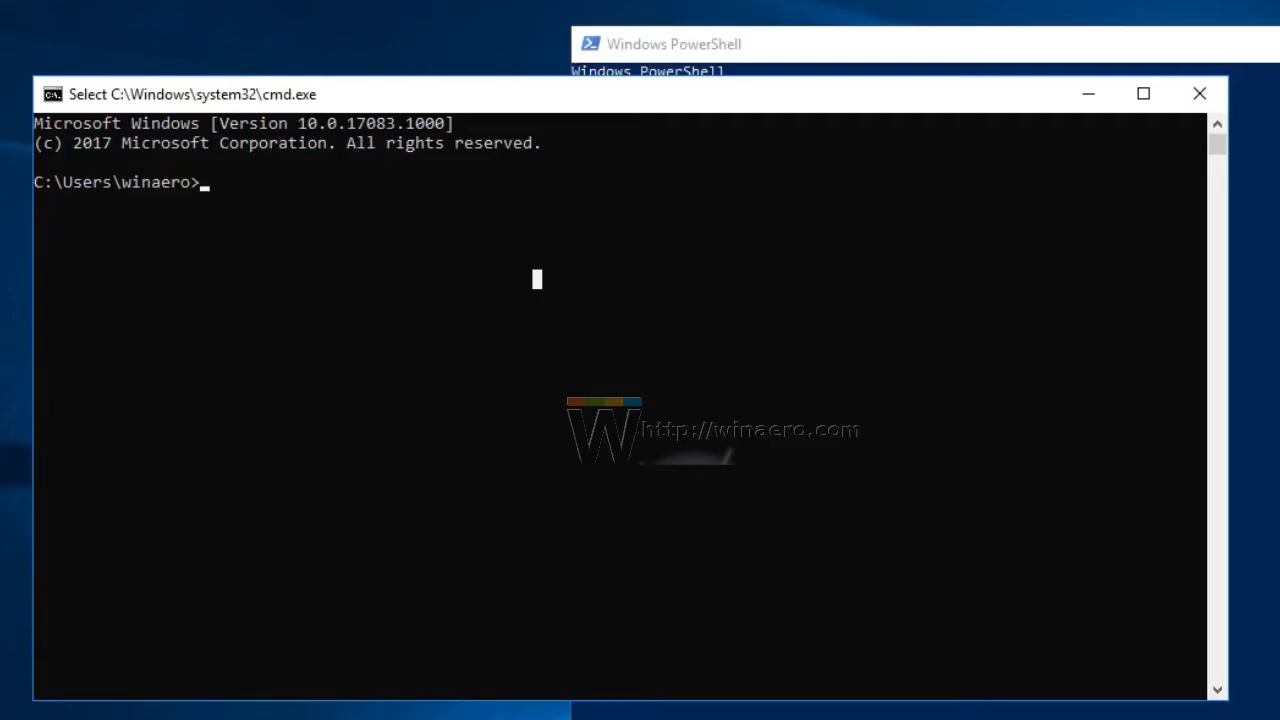 Windows PowerShell
Windows PowerShell
Select C:\Windows\system32\cmd.exe
Microsoft Windows [Version 10.0.17083.1000]
(c) 2017 Microsoft Corporation. All rights reserved.
C:\Users\winaero>
W http://winaero.com